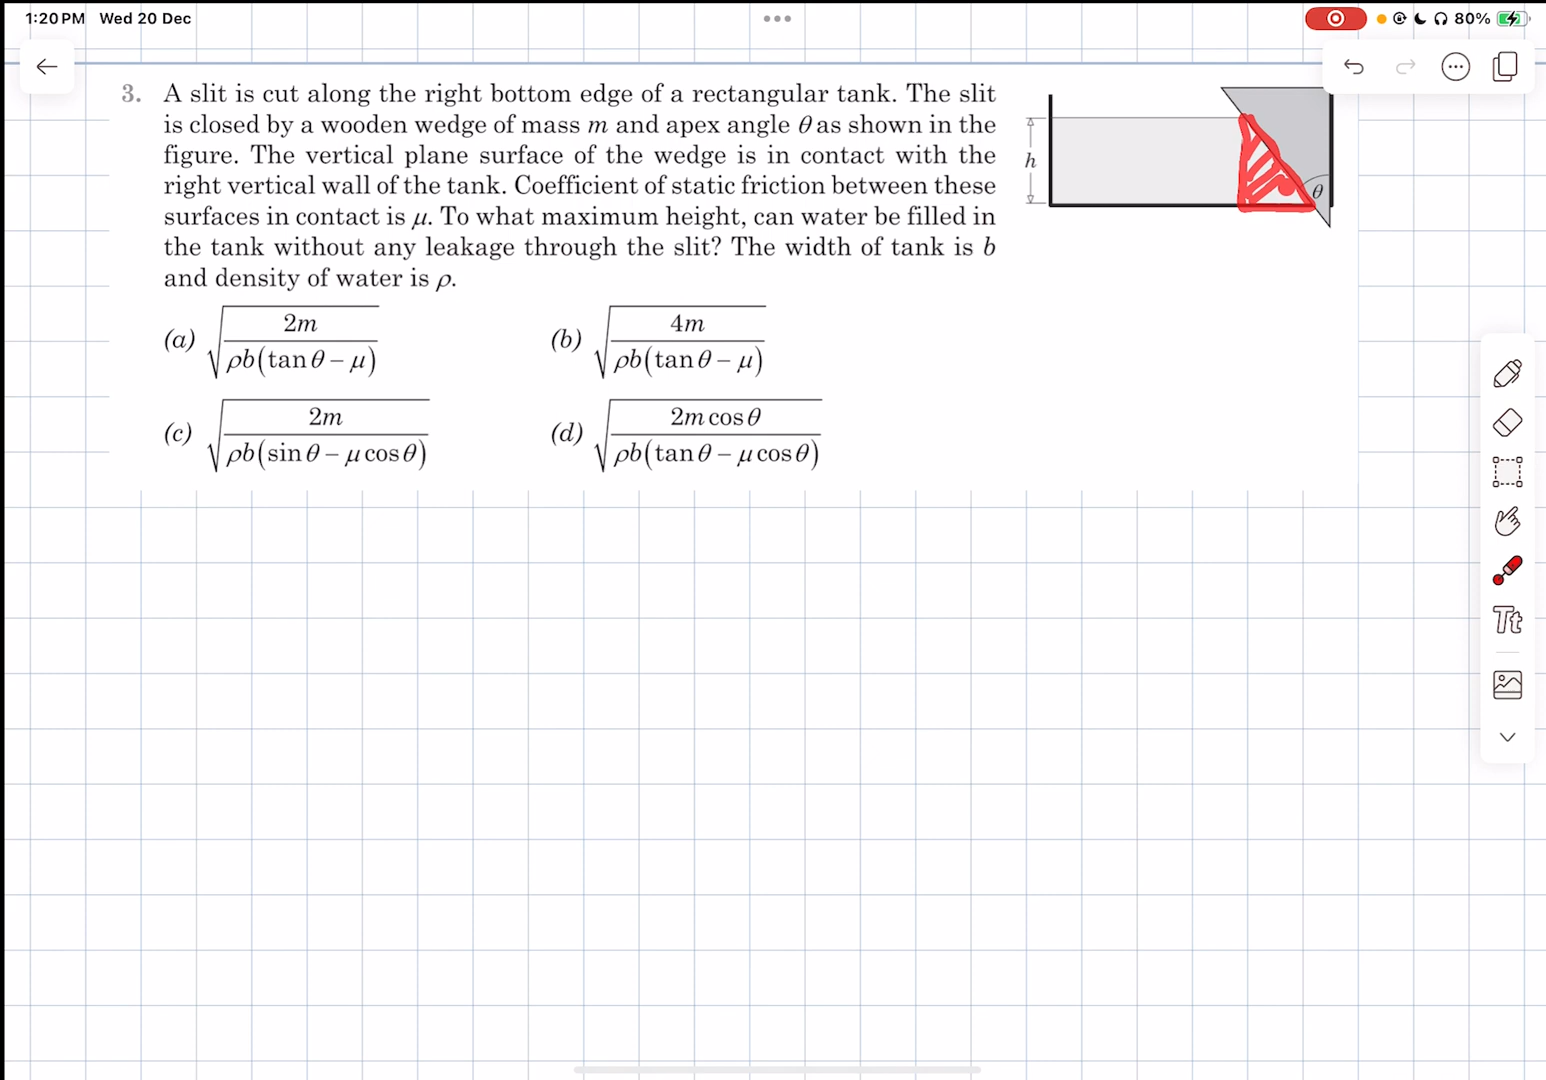 1:20 PM Wed 20 Dec
80%
3. A slit is cut along the right bottom edge of a rectangular tank. The slit
is closed by a wooden wedge of mass m and apex angle θ as shown in the
figure. The vertical plane surface of the wedge is in contact with the
right vertical wall of the tank. Coefficient of static friction between these
surfaces in contact is μ. To what maximum height, can water be filled in
the tank without any leakage through the slit? The width of tank is b
and density of water is ρ.
h
θ
(a) √(2m / ρb(tan θ – μ))
(b) √(4m / ρb(tan θ – μ))
(c) √(2m / ρb(sin θ – μ cos θ))
(d) √(2m cos θ / ρb(tan θ – μ cos θ))
Tt